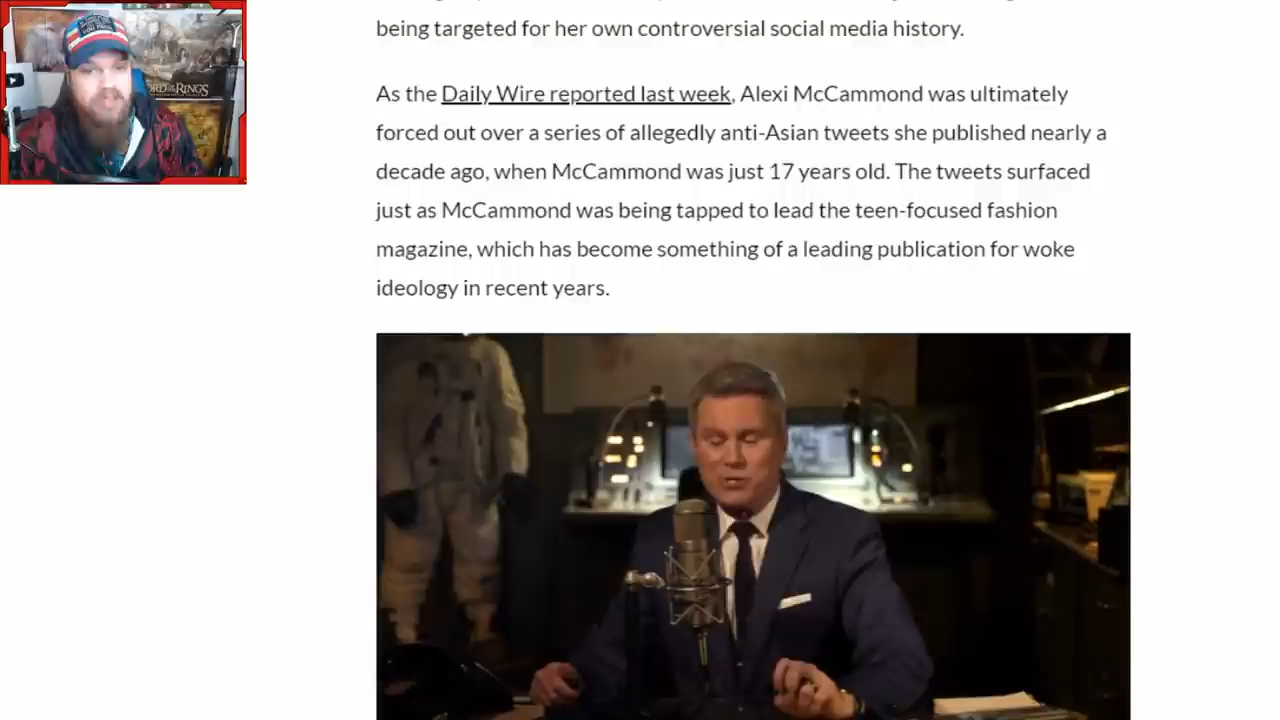 being targeted for her own controversial social media history.
As the Daily Wire reported last week, Alexi McCammond was ultimately
forced out over a series of allegedly anti-Asian tweets she published nearly a
decade ago, when McCammond was just 17 years old. The tweets surfaced
just as McCammond was being tapped to lead the teen-focused fashion
magazine, which has become something of a leading publication for woke
ideology in recent years.